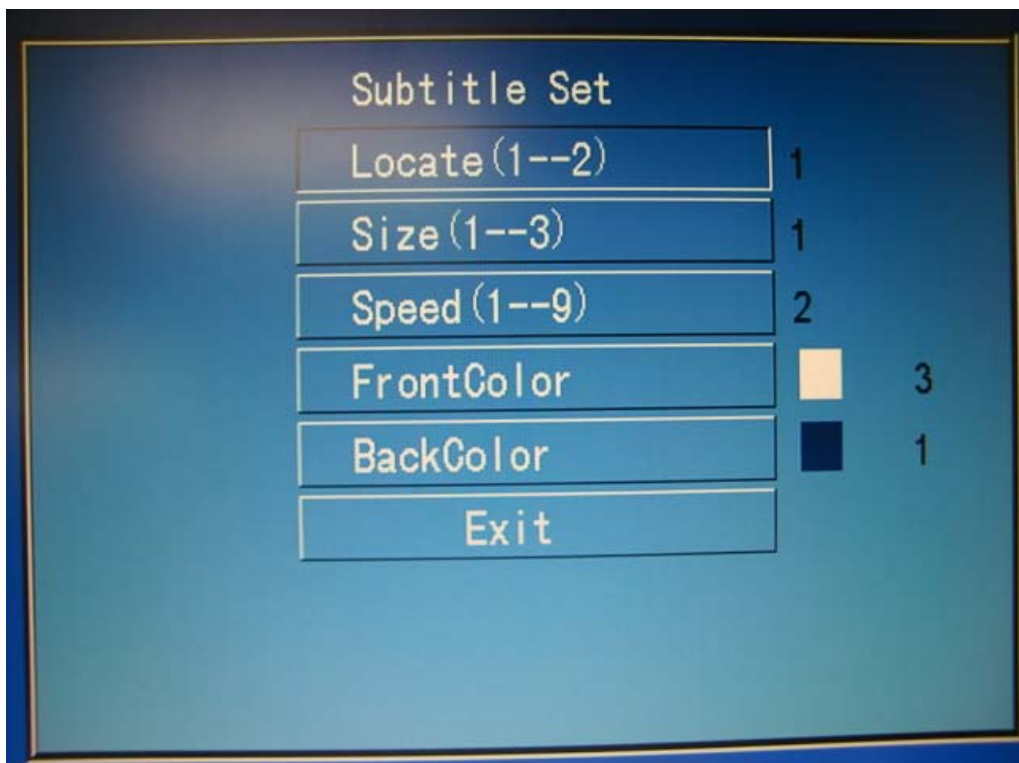 Subtitle Set
Locate(1--2) 1
Size(1--3) 1
Speed(1--9) 2
FrontColor 3
BackColor 1
Exit